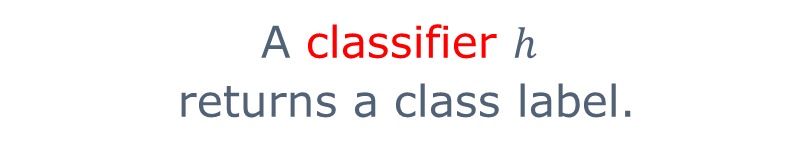 A classifier ℎ
returns a class label.